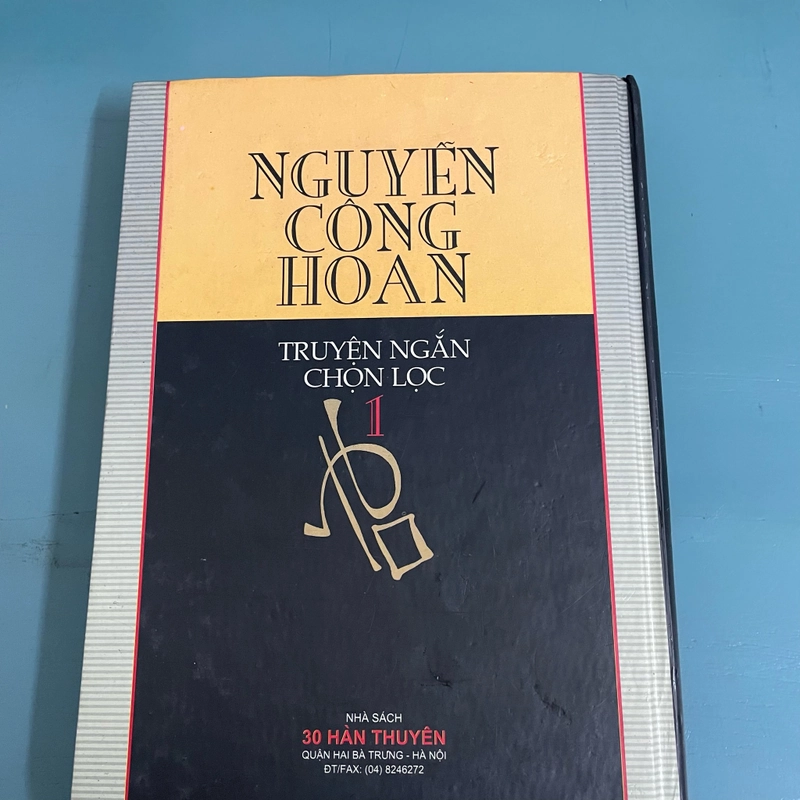 NGUYỄN
CÔNG
HOAN
TRUYỆN NGẮN
CHỌN LỌC
1
NHÀ SÁCH
30 HÀN THUYÊN
QUẬN HAI BÀ TRƯNG - HÀ NỘI
ĐT/FAX: (04) 8246272